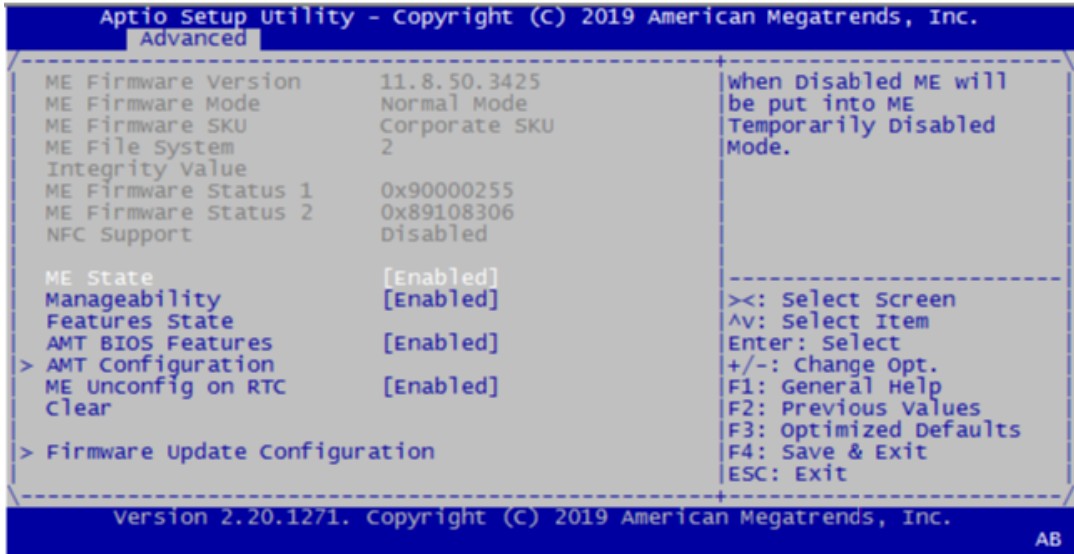 Aptio Setup Utility - Copyright (C) 2019 American Megatrends, Inc.
Advanced
ME Firmware Version 11.8.50.3425
ME Firmware Mode Normal Mode
ME Firmware SKU Corporate SKU
ME File System 2
Integrity Value
ME Firmware Status 1 0x90000255
ME Firmware Status 2 0x89108306
NFC Support Disabled
ME State [Enabled]
Manageability [Enabled]
Features State
AMT BIOS Features [Enabled]
> AMT Configuration
ME Unconfig on RTC [Enabled]
Clear
> Firmware Update Configuration
When Disabled ME will
be put into ME
Temporarily Disabled
Mode.
><: Select Screen
^v: Select Item
Enter: Select
+/-: Change Opt.
F1: General Help
F2: Previous Values
F3: Optimized Defaults
F4: Save & Exit
ESC: Exit
Version 2.20.1271. Copyright (C) 2019 American Megatrends, Inc.
AB